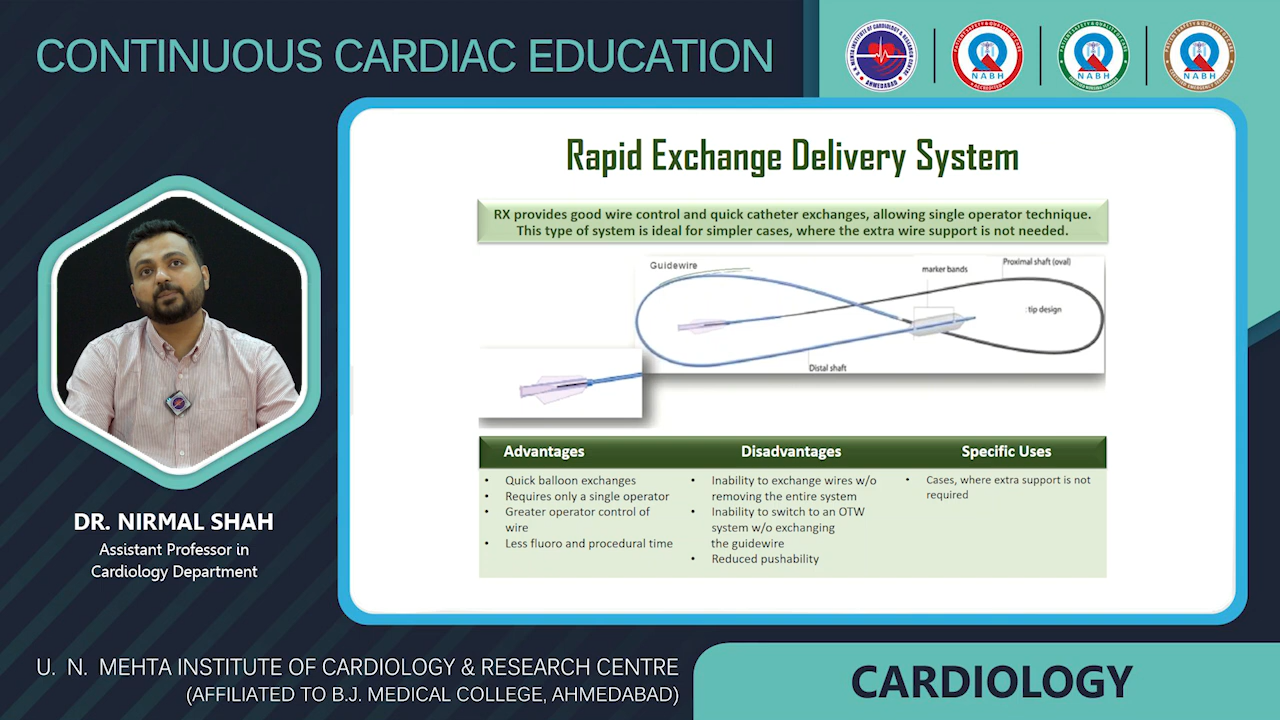 CONTINUOUS CARDIAC EDUCATION
NABH
NABH
NABH
Rapid Exchange Delivery System
RX provides good wire control and quick catheter exchanges, allowing single operator technique.
This type of system is ideal for simpler cases, where the extra wire support is not needed.
Guidewire
marker bands
Proximal shaft (oval)
tip design
Distal shaft
Advantages
• Quick balloon exchanges
• Requires only a single operator
• Greater operator control of
wire
• Less fluoro and procedural time
Disadvantages
• Inability to exchange wires w/o
removing the entire system
• Inability to switch to an OTW
system w/o exchanging
the guidewire
• Reduced pushability
Specific Uses
• Cases, where extra support is not
required
DR. NIRMAL SHAH
Assistant Professor in
Cardiology Department
U. N. MEHTA INSTITUTE OF CARDIOLOGY & RESEARCH CENTRE
(AFFILIATED TO B.J. MEDICAL COLLEGE, AHMEDABAD)
CARDIOLOGY